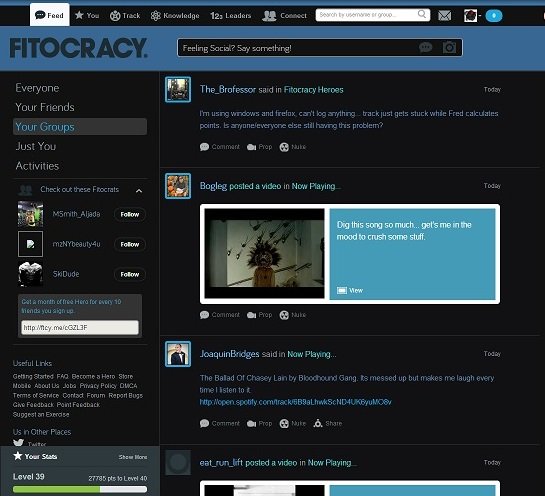 Feed
You
Track
Knowledge
Leaders
Connect
Search by username or group...
0
FITOCRACY.
Feeling Social? Say something!
Everyone
Your Friends
Your Groups
Just You
Activities
Check out these Fitocrats
MSmith_Aljada
Follow
mzNYbeauty4u
Follow
SkiDude
Follow
Get a month of free Hero for every 10
friends you sign up.
http://ftcy.me/cGZL3F
Useful Links
Getting Started FAQ Become a Hero Store
Mobile About Us Jobs Privacy Policy DMCA
Terms of Service Contact Forum Report Bugs
Give Feedback Point Feedback
Suggest an Exercise
Us in Other Places
Twitter
Your Stats Show More
Level 39 27785 pts to Level 40
The_Brofessor said in Fitocracy Heroes Today
I'm using windows and firefox, can't log anything... track just gets stuck while Fred calculates
points. Is anyone/everyone else still having this problem?
Comment Prop Nuke
Bogleg posted a video in Now Playing... Today
Dig this song so much... get's me in the
mood to crush some stuff.
View
Comment Prop Nuke
JoaquinBridges said in Now Playing... Today
The Ballad Of Chasey Lain by Bloodhound Gang. Its messed up but makes me laugh every
time I listen to it.
http://open.spotify.com/track/6B9aLhwkScND4UK6yuMO8v
Comment Prop Nuke Share
eat_run_lift posted a video in Now Playing... Today